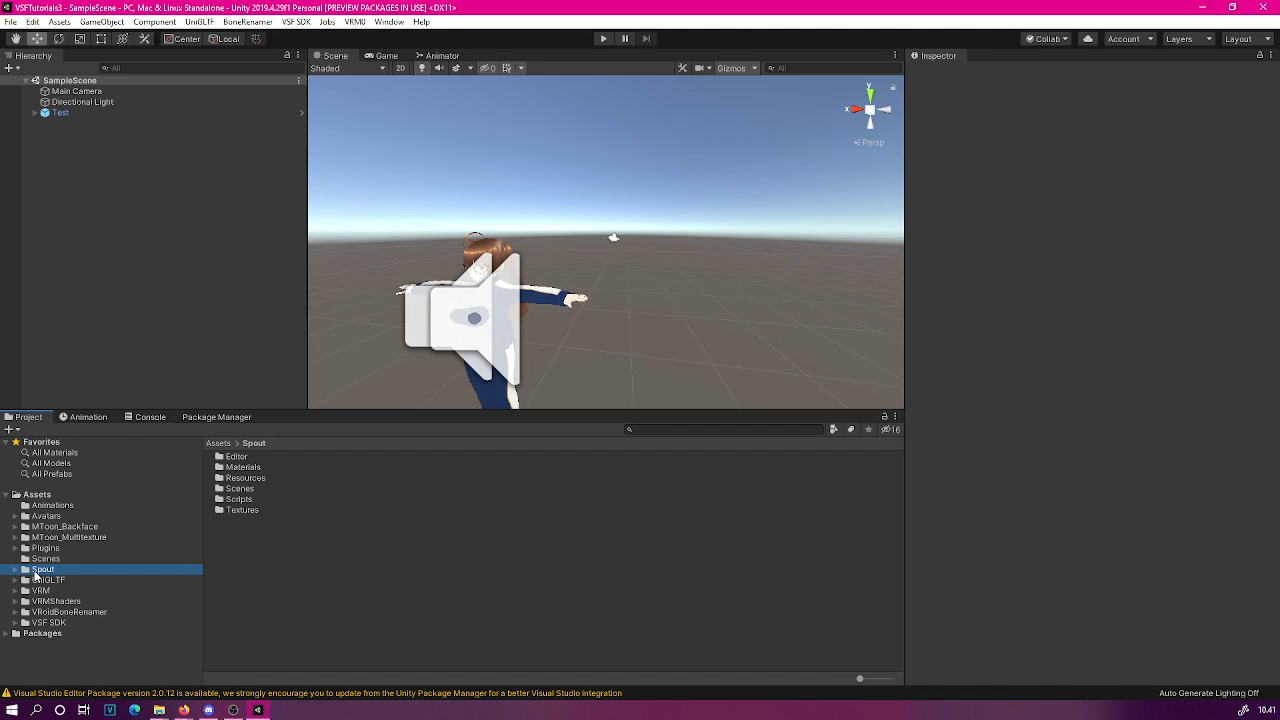 VSFTutorials3 - SampleScene - PC, Mac & Linux Standalone - Unity 2019.4.29f1 Personal [PREVIEW PACKAGES IN USE] <DX11>
File Edit Assets GameObject Component UniGLTF BoneRenamer VSF SDK Jobs VRM0 Window Help
Center Local Collab Account Layers Layout
Hierarchy Scene Game Animator Inspector
All Shaded 2D 0 Gizmos All
SampleScene
Main Camera
Directional Light
Test
y
x
Persp
Project Animation Console Package Manager
16
Favorites
All Materials
All Models
All Prefabs
Assets
Animations
Avatars
MToon_Backface
MToon_Multitexture
Plugins
Scenes
Spout
UniGLTF
VRM
VRMShaders
VRoidBoneRenamer
VSF SDK
Packages
Assets > Spout
Editor
Materials
Resources
Scenes
Scripts
Textures
Visual Studio Editor Package version 2.0.12 is available, we strongly encourage you to update from the Unity Package Manager for a better Visual Studio integration
Auto Generate Lighting Off
10.41